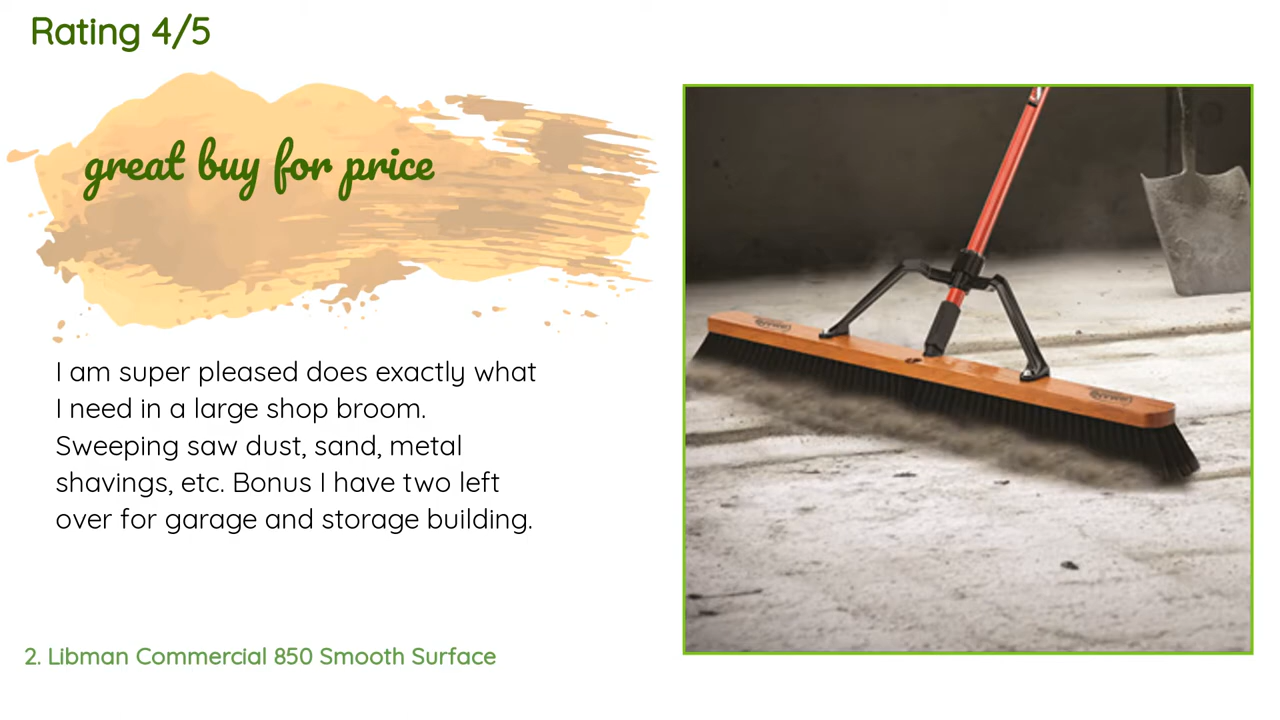 Rating 4/5
great buy for price
I am super pleased does exactly what
I need in a large shop broom.
Sweeping saw dust, sand, metal
shavings, etc. Bonus I have two left
over for garage and storage building.
2. Libman Commercial 850 Smooth Surface